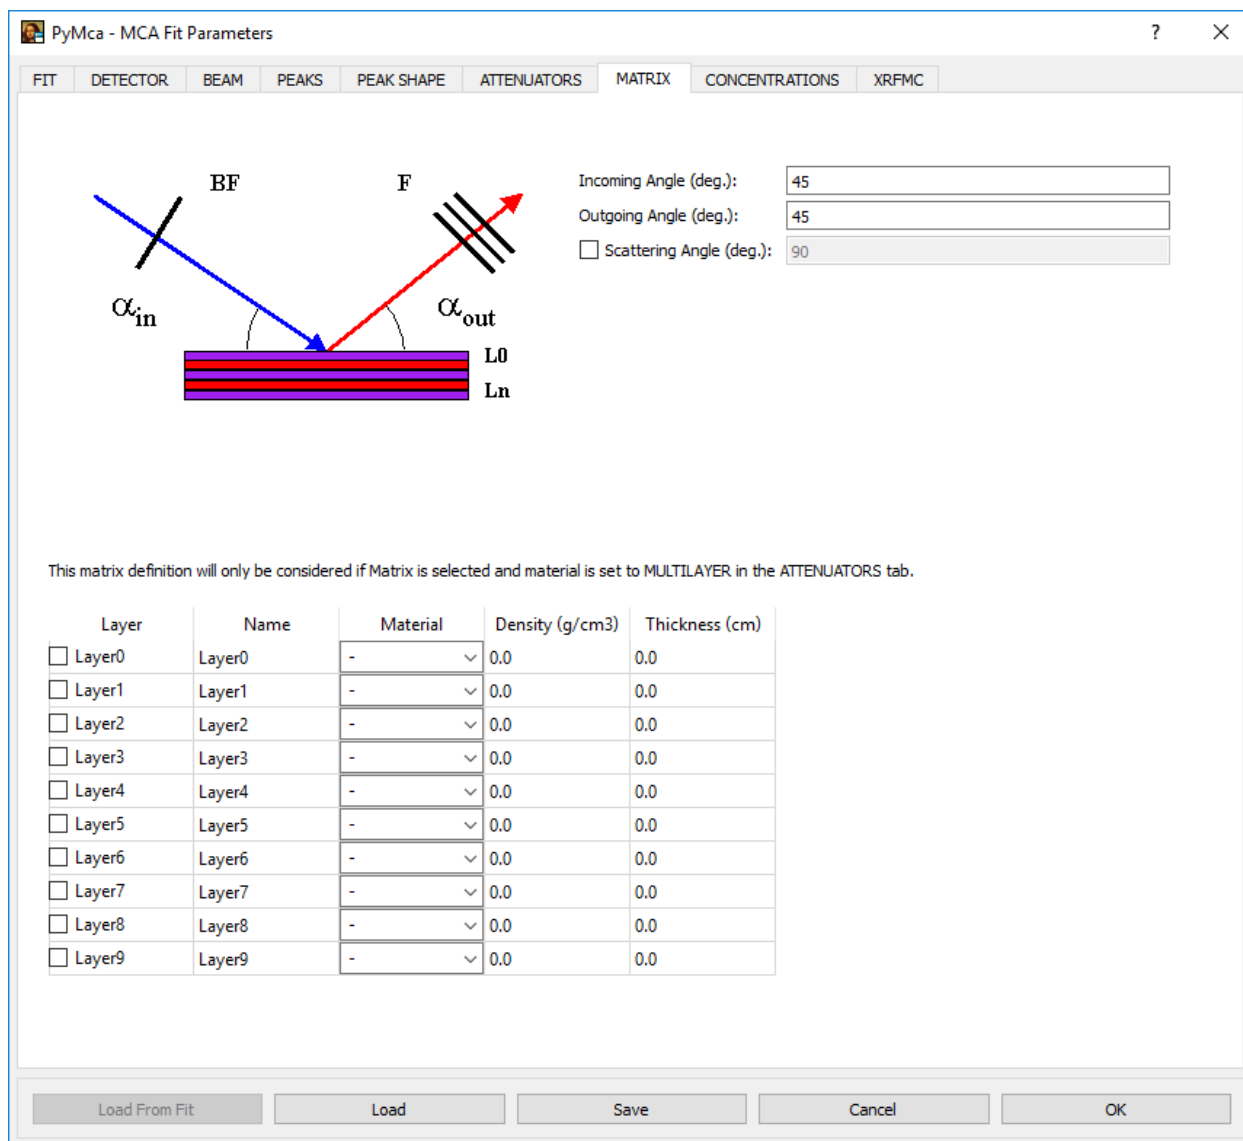 PyMca - MCA Fit Parameters ? X
FIT DETECTOR BEAM PEAKS PEAK SHAPE ATTENUATORS MATRIX CONCENTRATIONS XRFMC
BF F
αin αout
L0
Ln
Incoming Angle (deg.): 45
Outgoing Angle (deg.): 45
Scattering Angle (deg.): 90
This matrix definition will only be considered if Matrix is selected and material is set to MULTILAYER in the ATTENUATORS tab.
Layer Name Material Density (g/cm3) Thickness (cm)
Layer0 Layer0 - 0.0 0.0
Layer1 Layer1 - 0.0 0.0
Layer2 Layer2 - 0.0 0.0
Layer3 Layer3 - 0.0 0.0
Layer4 Layer4 - 0.0 0.0
Layer5 Layer5 - 0.0 0.0
Layer6 Layer6 - 0.0 0.0
Layer7 Layer7 - 0.0 0.0
Layer8 Layer8 - 0.0 0.0
Layer9 Layer9 - 0.0 0.0
Load From Fit Load Save Cancel OK